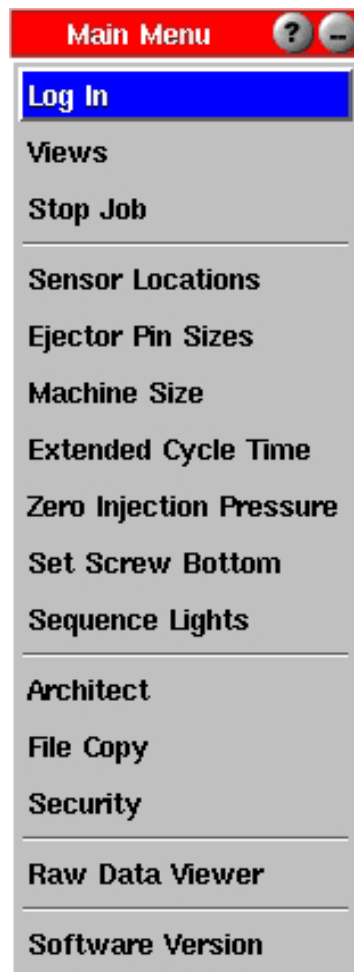 Main Menu ? --
Log In
Views
Stop Job
Sensor Locations
Ejector Pin Sizes
Machine Size
Extended Cycle Time
Zero Injection Pressure
Set Screw Bottom
Sequence Lights
Architect
File Copy
Security
Raw Data Viewer
Software Version